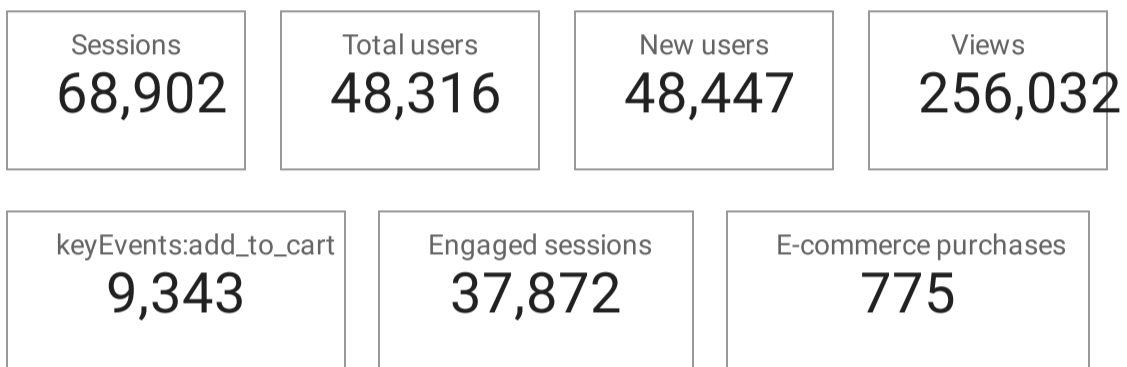 Sessions
68,902
Total users
48,316
New users
48,447
Views
256,032
keyEvents:add_to_cart
9,343
Engaged sessions
37,872
E-commerce purchases
775